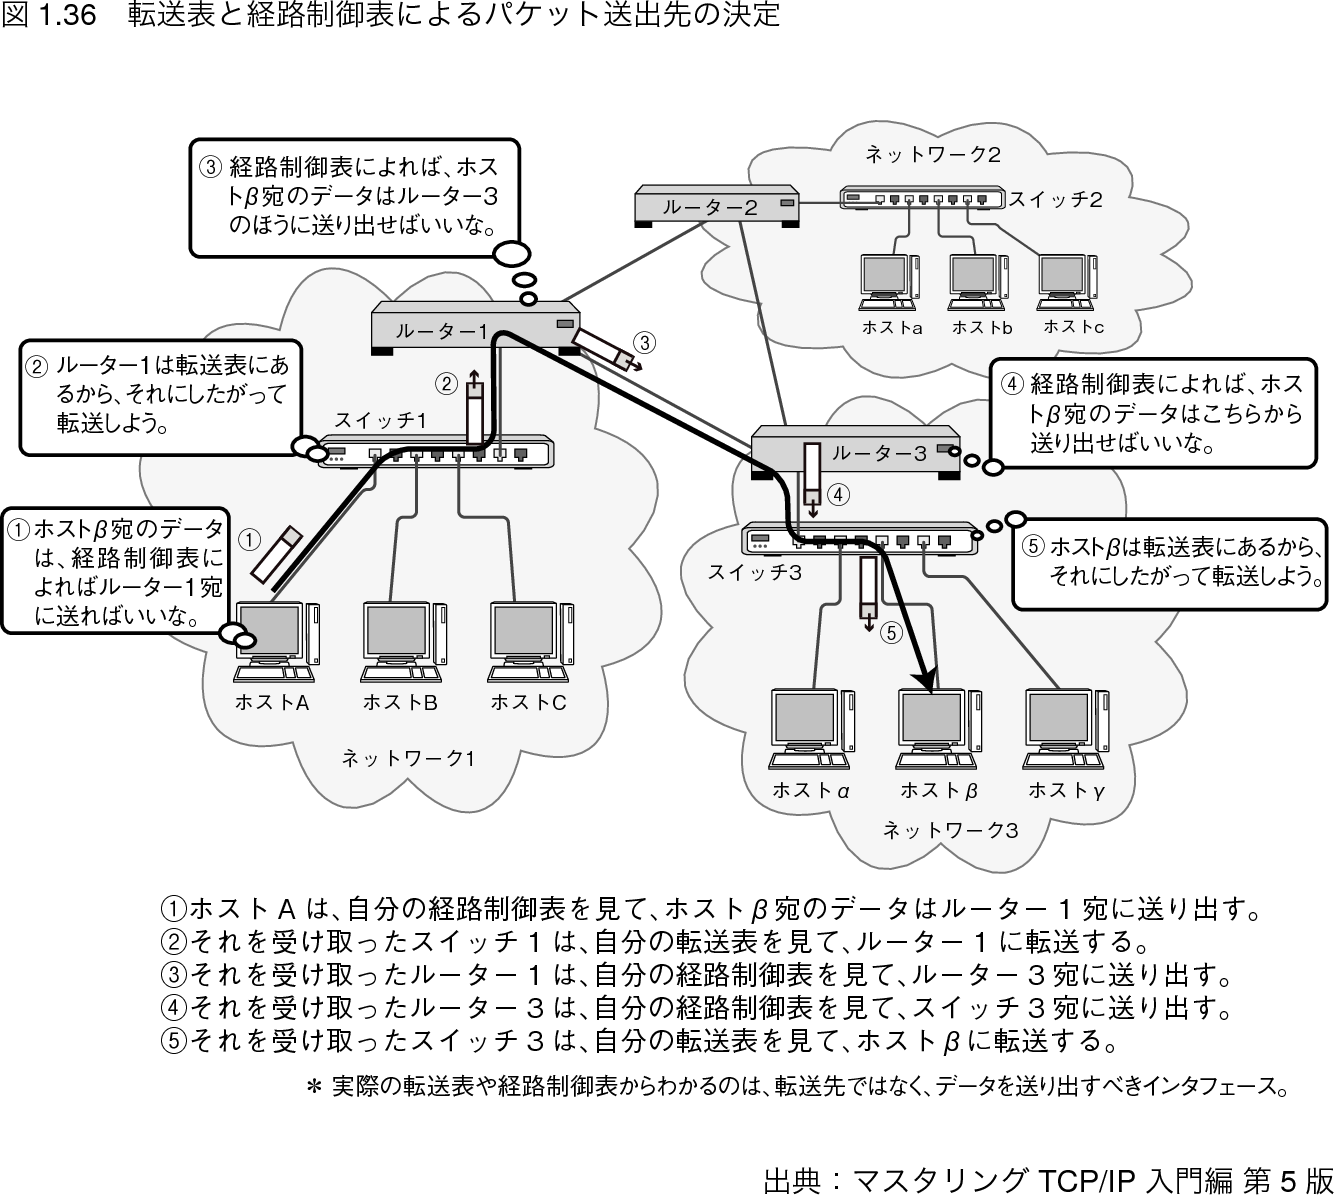 図 1.36 転送表と経路制御表によるパケット送出先の決定
③ 経路制御表によれば、ホス
トβ宛のデータはルーター3
のほうに送り出せばいいな。
ネットワーク2
ルーター2
スイッチ2
ホストa
ホストb
ホストc
ルーター1
③
② ルーター1は転送表にあ
るから、それにしたがって
転送しよう。
②
スイッチ1
④ 経路制御表によれば、ホス
トβ宛のデータはこちらから
送り出せばいいな。
ルーター3
④
① ホストβ宛のデータ
は、経路制御表に
よればルーター1宛
に送ればいいな。
①
⑤ ホストβは転送表にあるから、
それにしたがって転送しよう。
スイッチ3
⑤
ホストA
ホストB
ホストC
ネットワーク1
ホストα
ホストβ
ホストγ
ネットワーク3
①ホスト A は、自分の経路制御表を見て、ホストβ宛のデータはルーター 1 宛に送り出す。
②それを受け取ったスイッチ 1 は、自分の転送表を見て、ルーター 1 に転送する。
③それを受け取ったルーター 1 は、自分の経路制御表を見て、ルーター 3 宛に送り出す。
④それを受け取ったルーター 3 は、自分の経路制御表を見て、スイッチ 3 宛に送り出す。
⑤それを受け取ったスイッチ 3 は、自分の転送表を見て、ホストβに転送する。
＊ 実際の転送表や経路制御表からわかるのは、転送先ではなく、データを送り出すべきインタフェース。
出典：マスタリング TCP/IP 入門編 第 5 版